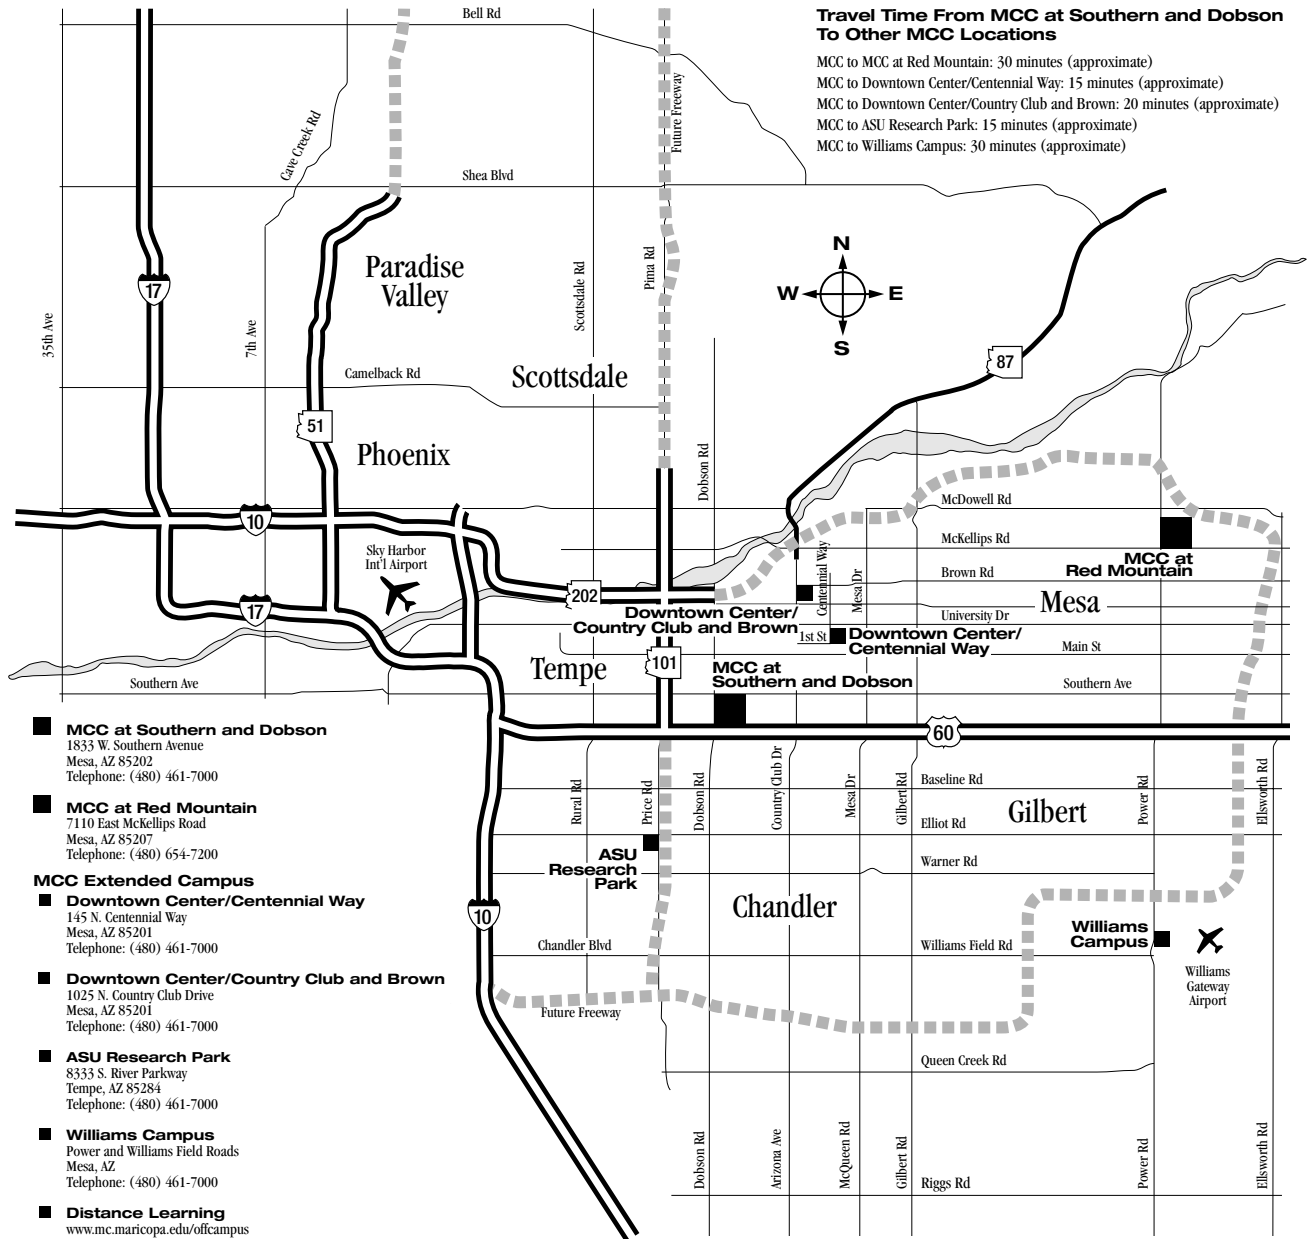 Travel Time From MCC at Southern and Dobson
To Other MCC Locations
MCC to MCC at Red Mountain: 30 minutes (approximate)
MCC to Downtown Center/Centennial Way: 15 minutes (approximate)
MCC to Downtown Center/Country Club and Brown: 20 minutes (approximate)
MCC to ASU Research Park: 15 minutes (approximate)
MCC to Williams Campus: 30 minutes (approximate)
Bell Rd
Cave Creek Rd
Future Freeway
Shea Blvd
N
W
E
S
Paradise
Valley
Pima Rd
Scottsdale Rd
17
35th Ave
7th Ave
87
Camelback Rd
Scottsdale
51
Phoenix
Dobson Rd
McDowell Rd
10
McKellips Rd
MCC at
Red Mountain
Sky Harbor
Int'l Airport
Centennial Way
Mesa Dr
Brown Rd
202
Mesa
17
Downtown Center/
Country Club and Brown
University Dr
1st St
Downtown Center/
Centennial Way
Main St
Tempe
101
MCC at
Southern and Dobson
Southern Ave
Southern Ave
60
MCC at Southern and Dobson
1833 W. Southern Avenue
Mesa, AZ 85202
Telephone: (480) 461-7000
MCC at Red Mountain
7110 East McKellips Road
Mesa, AZ 85207
Telephone: (480) 654-7200
MCC Extended Campus
Downtown Center/Centennial Way
145 N. Centennial Way
Mesa, AZ 85201
Telephone: (480) 461-7000
Downtown Center/Country Club and Brown
1025 N. Country Club Drive
Mesa, AZ 85201
Telephone: (480) 461-7000
ASU Research Park
8333 S. River Parkway
Tempe, AZ 85284
Telephone: (480) 461-7000
Williams Campus
Power and Williams Field Roads
Mesa, AZ
Telephone: (480) 461-7000
Distance Learning
www.mc.maricopa.edu/offcampus
Rural Rd
Price Rd
Dobson Rd
Country Club Dr
Mesa Dr
Gilbert Rd
Baseline Rd
Power Rd
Ellsworth Rd
Gilbert
Elliot Rd
ASU
Research
Park
Warner Rd
Chandler
10
Chandler Blvd
Williams Field Rd
Williams
Campus
Williams
Gateway
Airport
Future Freeway
Queen Creek Rd
Dobson Rd
Arizona Ave
McQueen Rd
Gilbert Rd
Riggs Rd
Power Rd
Ellsworth Rd